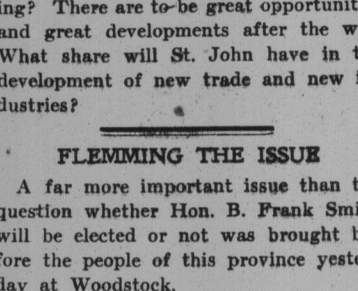 ing? There are to be great opportunit
and great developments after the w
What share will St. John have in t
development of new trade and new i
dustries?
FLEMMING THE ISSUE
A far more important issue than t
question whether Hon. B. Frank Smi
will be elected or not was brought b
fore the people of this province yeste
day at Woodstock.